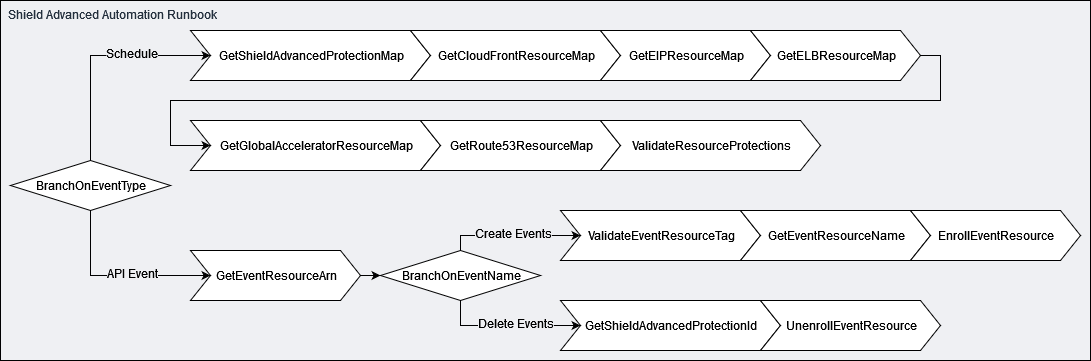 Shield Advanced Automation Runbook
Schedule
GetShieldAdvancedProtectionMap
GetCloudFrontResourceMap
GetEIPResourceMap
GetELBResourceMap
GetGlobalAcceleratorResourceMap
GetRoute53ResourceMap
ValidateResourceProtections
BranchOnEventType
API Event
GetEventResourceArn
BranchOnEventName
Create Events
ValidateEventResourceTag
GetEventResourceName
EnrollEventResource
Delete Events
GetShieldAdvancedProtectionId
UnenrollEventResource